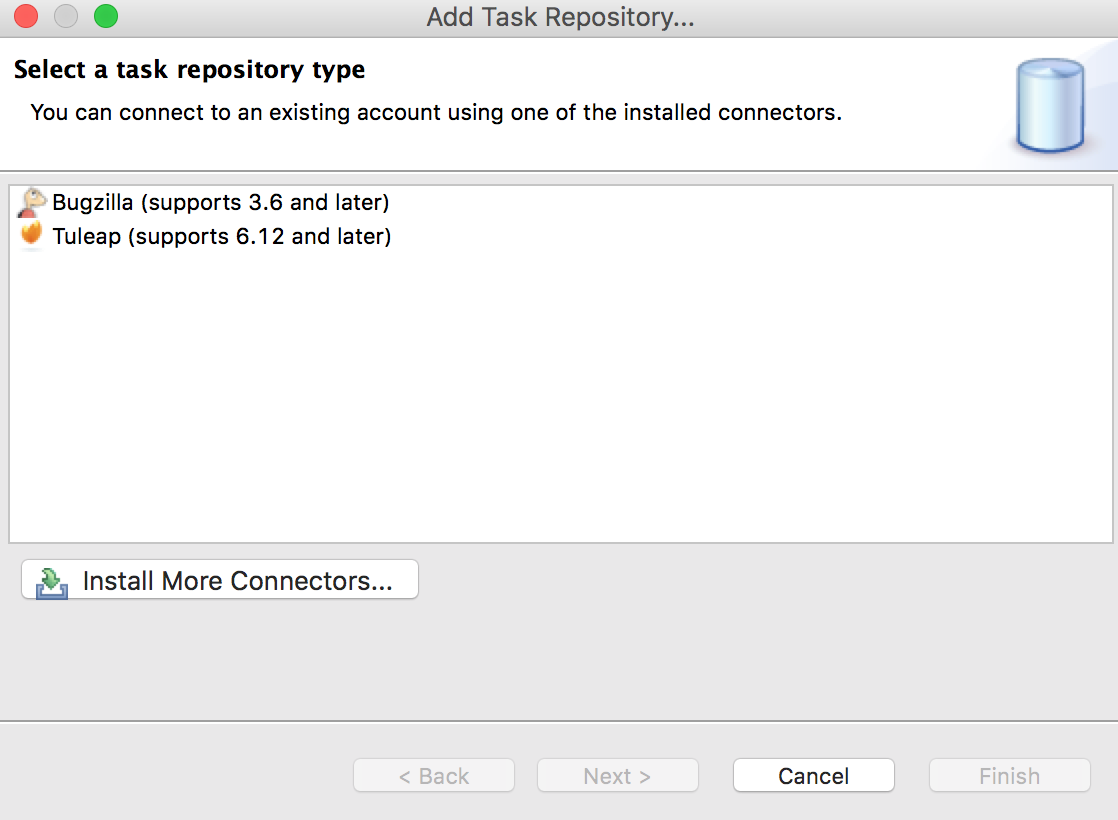 Add Task Repository...
Select a task repository type
You can connect to an existing account using one of the installed connectors.
Bugzilla (supports 3.6 and later)
Tuleap (supports 6.12 and later)
Install More Connectors...
< Back
Next >
Cancel
Finish